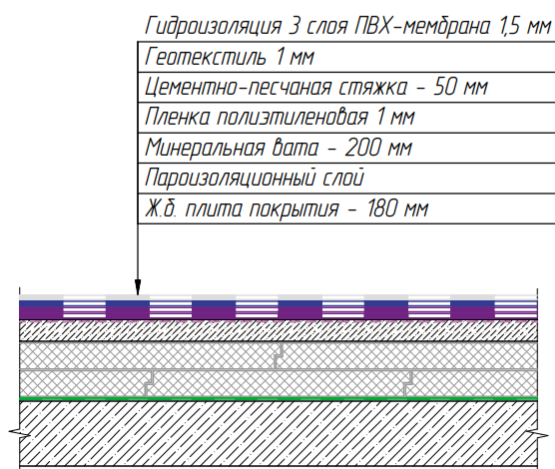 Гидроизоляция 3 слоя ПВХ-мембрана 1,5 мм
Геотекстиль 1 мм
Цементно-песчаная стяжка - 50 мм
Пленка полиэтиленовая 1 мм
Минеральная вата - 200 мм
Пароизоляционный слой
Ж.б. плита покрытия - 180 мм